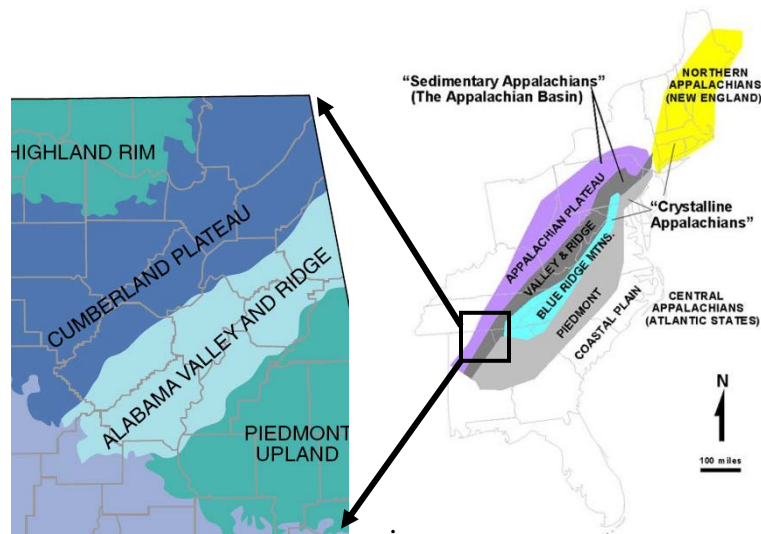 HIGHLAND RIM
CUMBERLAND PLATEAU
ALABAMA VALLEY AND RIDGE
PIEDMONT
UPLAND
“Sedimentary Appalachians”
(The Appalachian Basin)
NORTHERN
APPALACHIANS
(NEW ENGLAND)
“Crystalline
Appalachians”
APPALACHIAN PLATEAU
VALLEY & RIDGE
BLUE RIDGE MTNS.
PIEDMONT
COASTAL PLAIN
CENTRAL
APPALACHIANS
(ATLANTIC STATES)
N
100 miles